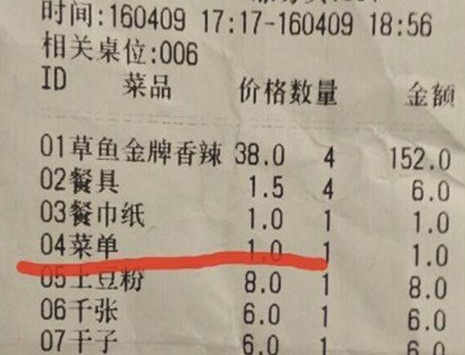 时间:160409 17:17-160409 18:56
相关桌位:006
ID 菜品 价格数量 金额
01草鱼金牌香辣 38.0 4 152.0
02餐具 1.5 4 6.0
03餐巾纸 1.0 1 1.0
04菜单 1.0 1 1.0
05土豆粉 8.0 1 8.0
06千张 6.0 1 6.0
07干子 6.0 1 6.0